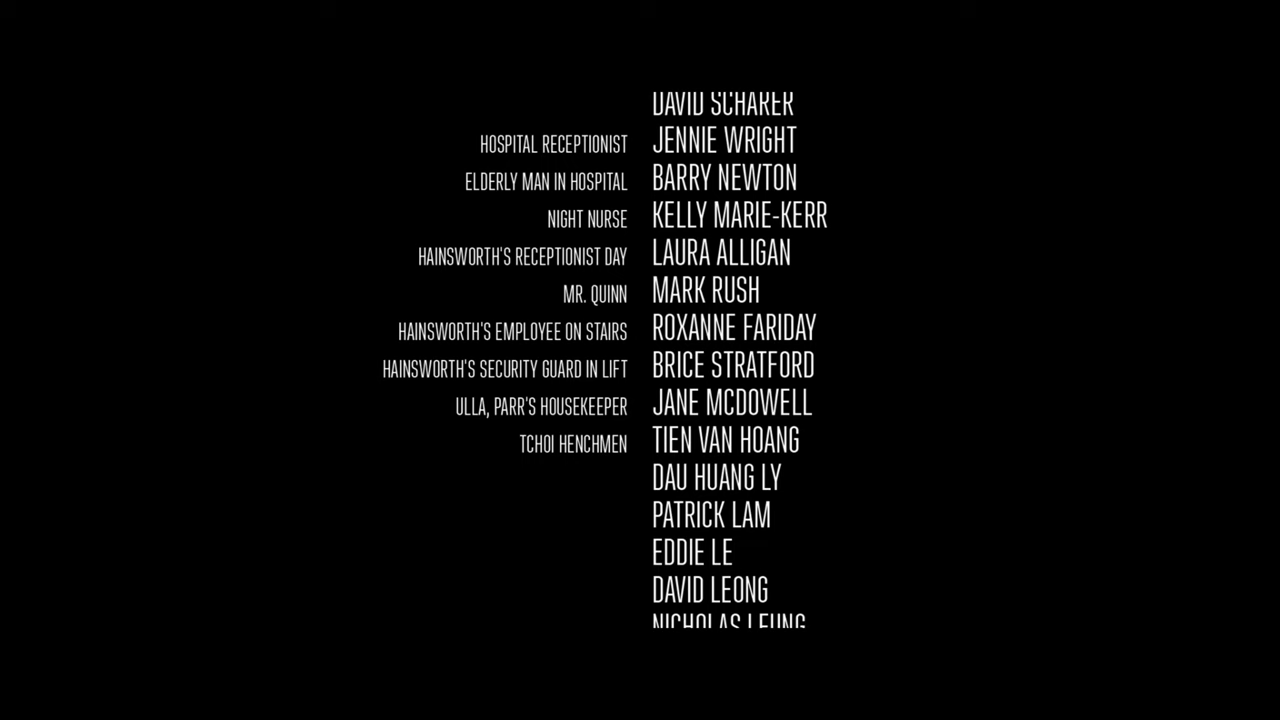 DAVID SCHARER
HOSPITAL RECEPTIONIST JENNIE WRIGHT
ELDERLY MAN IN HOSPITAL BARRY NEWTON
NIGHT NURSE KELLY MARIE-KERR
HAINSWORTH'S RECEPTIONIST DAY LAURA ALLIGAN
MR. QUINN MARK RUSH
HAINSWORTH'S EMPLOYEE ON STAIRS ROXANNE FARIDAY
HAINSWORTH'S SECURITY GUARD IN LIFT BRICE STRATFORD
ULLA, PARR'S HOUSEKEEPER JANE MCDOWELL
TCHOI HENCHMEN TIEN VAN HOANG
DAU HUANG LY
PATRICK LAM
EDDIE LE
DAVID LEONG
NICHOLAS LEUNG